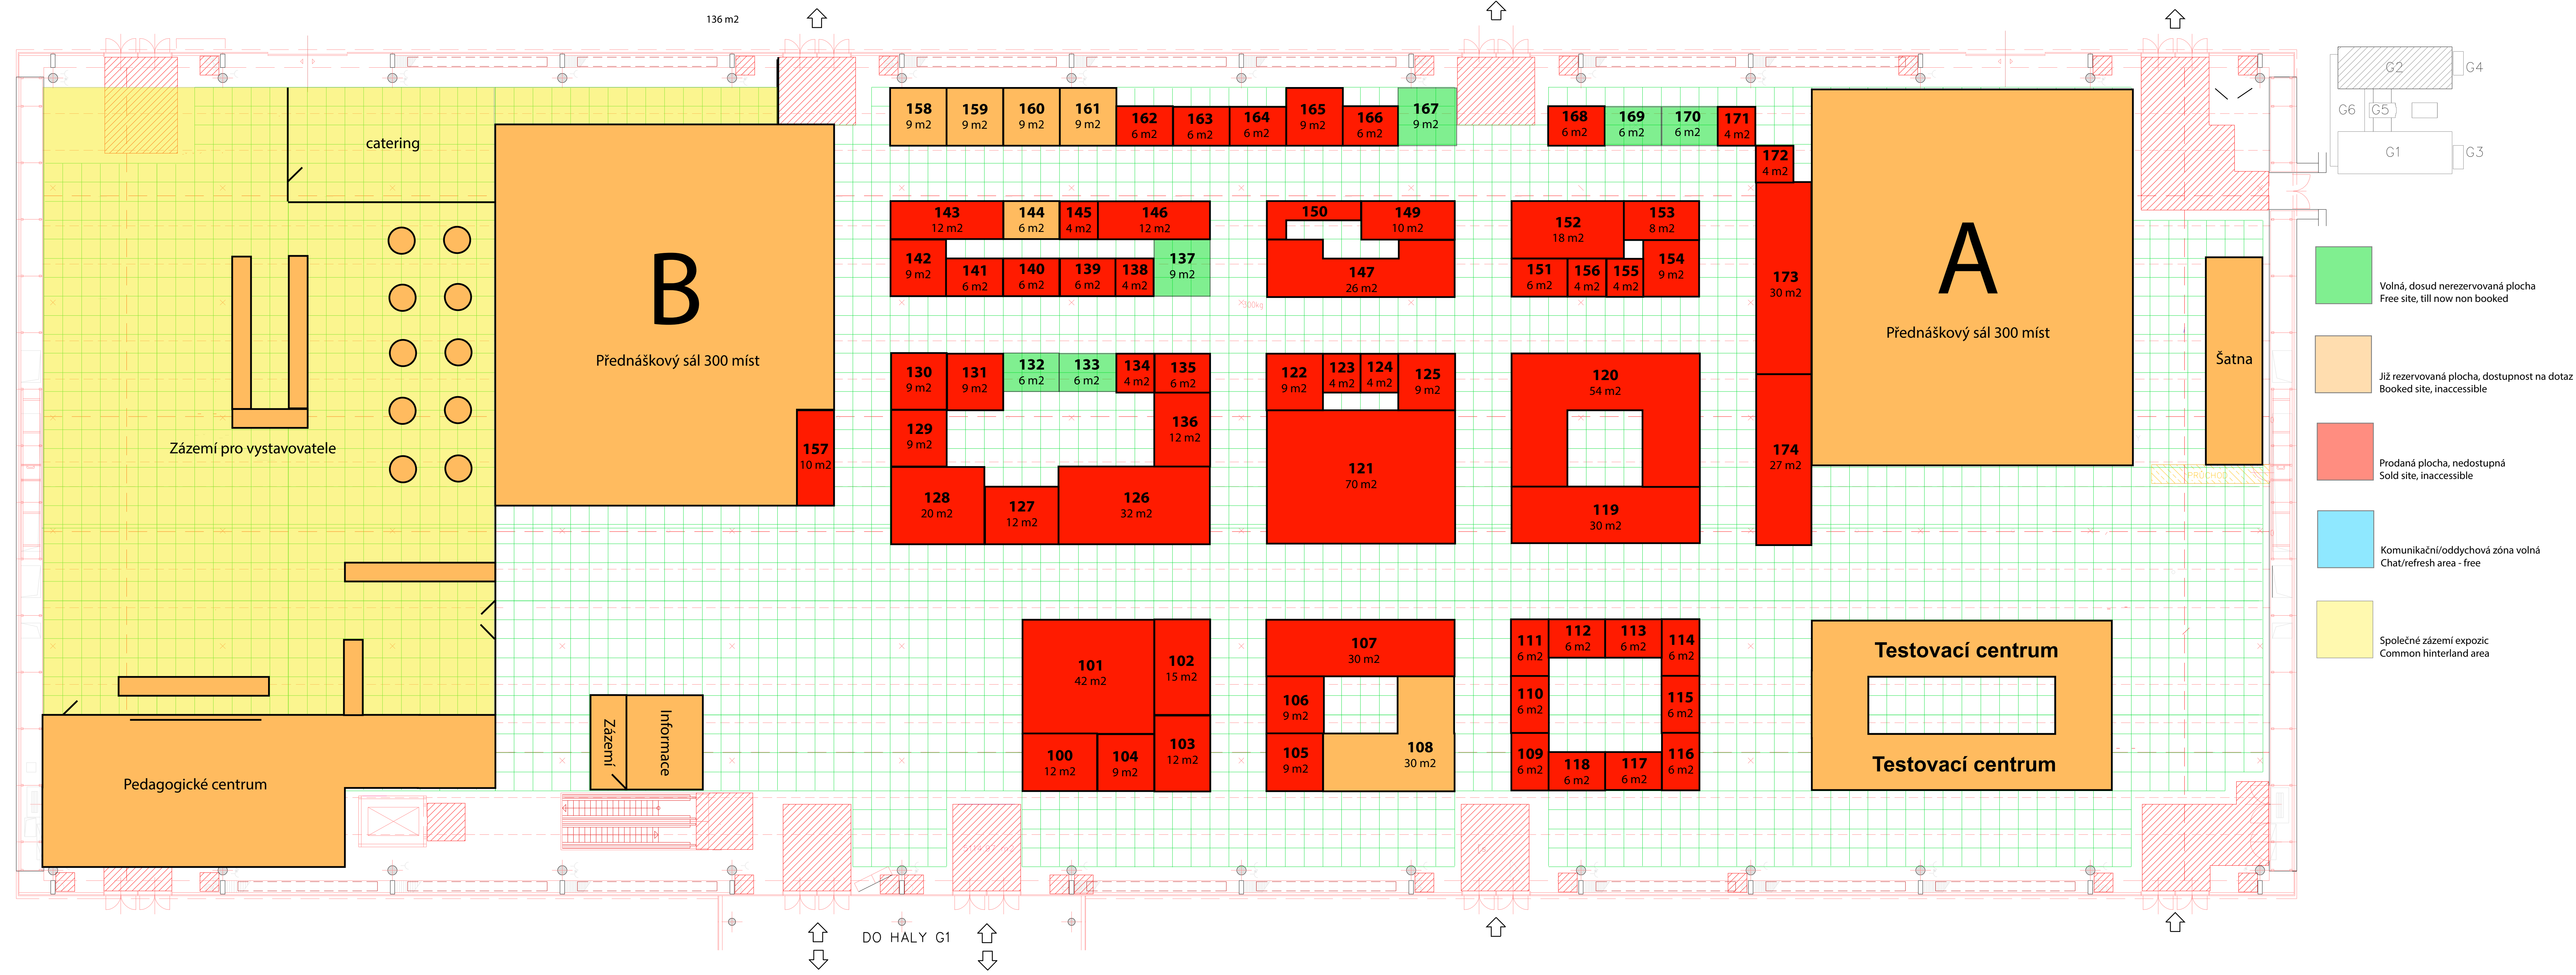 136 m2
catering
B
Přednáškový sál 300 míst
Zázemí pro vystavovatele
Pedagogické centrum
Zázemí
Informace
157
10 m2
158
9 m2
159
9 m2
160
9 m2
161
9 m2
162
6 m2
163
6 m2
164
6 m2
165
9 m2
166
6 m2
167
9 m2
168
6 m2
169
6 m2
170
6 m2
171
4 m2
172
4 m2
173
30 m2
174
27 m2
143
12 m2
144
6 m2
145
4 m2
146
12 m2
142
9 m2
141
6 m2
140
6 m2
139
6 m2
138
4 m2
137
9 m2
150
149
10 m2
147
26 m2
300kg
152
18 m2
153
8 m2
151
6 m2
156
4 m2
155
4 m2
154
9 m2
130
9 m2
131
9 m2
132
6 m2
133
6 m2
134
4 m2
135
6 m2
129
9 m2
136
12 m2
128
20 m2
127
12 m2
126
32 m2
122
9 m2
123
4 m2
124
4 m2
125
9 m2
121
70 m2
120
54 m2
119
30 m2
101
42 m2
102
15 m2
100
12 m2
104
9 m2
103
12 m2
107
30 m2
106
9 m2
105
9 m2
108
30 m2
111
6 m2
112
6 m2
113
6 m2
114
6 m2
110
6 m2
115
6 m2
109
6 m2
118
6 m2
117
6 m2
116
6 m2
A
Přednáškový sál 300 míst
Šatna
Testovací centrum
Testovací centrum
DO HALY G1
G2
G4
G6
G5
G1
G3
Volná, dosud nerezervovaná plocha
Free site, till now non booked
Již rezervovaná plocha, dostupnost na dotaz
Booked site, inaccessible
Prodaná plocha, nedostupná
Sold site, inaccessible
Komunikační/oddychová zóna volná
Chat/refresh area - free
Společné zázemí expozic
Common hinterland area